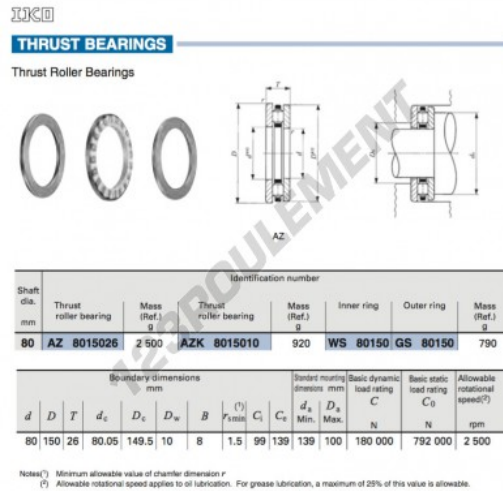 IKO
THRUST BEARINGS
Thrust Roller Bearings
T
r
r
D
d
AZ
123ROULEMENT
Shaft dia. mm
Identification number
Thrust roller bearing
Mass (Ref.) g
Thrust roller bearing
Mass (Ref.) g
Inner ring
Outer ring
Mass (Ref.) g
80 AZ 8015026 2 500 AZK 8015010 920 WS 80150 GS 80150 790
Boundary dimensions mm
Standard mounting dimensions mm
Basic dynamic load rating C N
Basic static load rating C0 N
Allowable rotational speed(2) rpm
d D T dc Dc Dw B rs min(1) Ci Ce da Min. Da Max.
80 150 26 80.05 149.5 10 8 1.5 99 139 139 100 180 000 792 000 2 500
Notes(1) Minimum allowable value of chamfer dimension r
(2) Allowable rotational speed applies to oil lubrication. For grease lubrication, a maximum of 25% of this value is allowable.